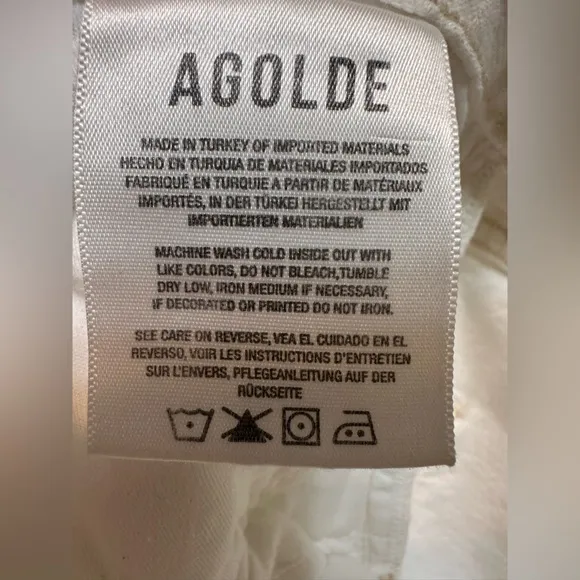 AGOLDE
MADE IN TURKEY OF IMPORTED MATERIALS
HECHO EN TURQUIA DE MATERIALES IMPORTADOS
FABRIQUÉ EN TURQUIE A PARTIR DE MATÉRIAUX
IMPORTÉS, IN DER TÜRKEI HERGESTELLT MIT
IMPORTIERTEN MATERIALIEN
MACHINE WASH COLD INSIDE OUT WITH
LIKE COLORS, DO NOT BLEACH,TUMBLE
DRY LOW, IRON MEDIUM IF NECESSARY,
IF DECORATED OR PRINTED DO NOT IRON.
SEE CARE ON REVERSE, VEA EL CUIDADO EN EL
REVERSO, VOIR LES INSTRUCTIONS D'ENTRETIEN
SUR L'ENVERS, PFLEGEANLEITUNG AUF DER
RÜCKSEITE